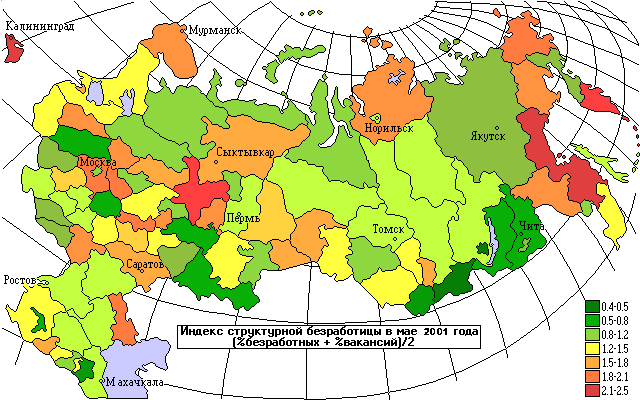 Калининград
Мурманск
Норильск
Якутск
Москва
Сыктывкар
Пермь
Томск
Чита
Саратов
Ростов
Махачкала
Индекс структурной безработицы в мае 2001 года
(%безработных + %вакансий)/2
0.4-0.5
0.5-0.8
0.8-1.2
1.2-1.5
1.5-1.8
1.8-2.1
2.1-2.5